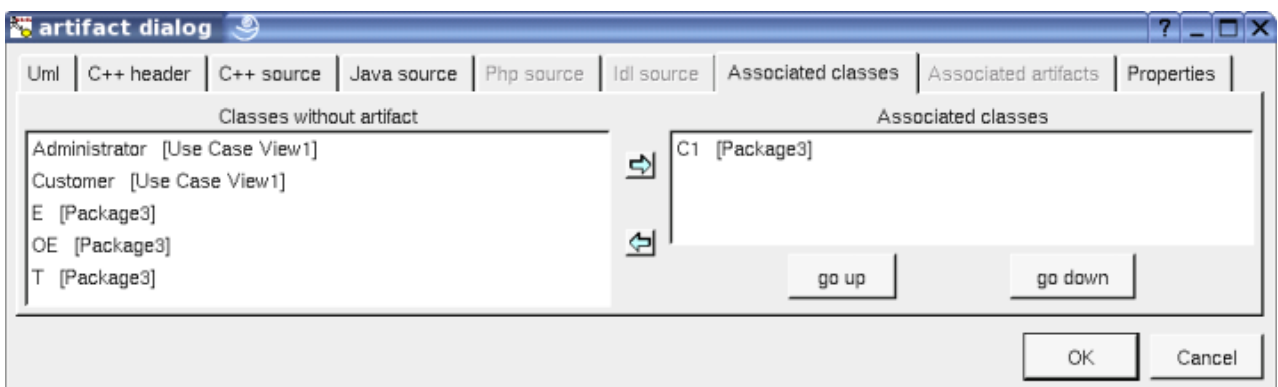 artifact dialog ? _ X
Uml C++ header C++ source Java source Php source Idl source Associated classes Associated artifacts Properties
Classes without artifact Associated classes
Administrator [Use Case View1] C1 [Package3]
Customer [Use Case View1]
E [Package3]
OE [Package3]
T [Package3]
go up go down
OK Cancel